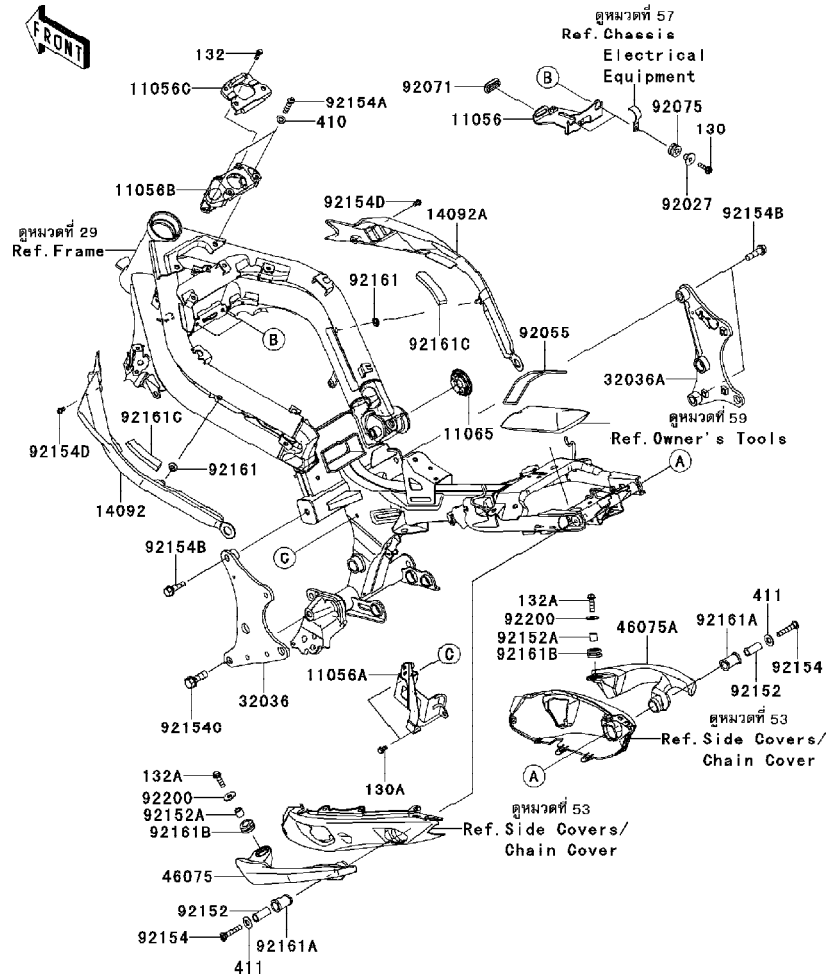 FRONT
132
11056C
92154A
410
11056B
ดูหมวดที่ 29
Ref.Frame
ดูหมวดที่ 57
Ref.Chassis
Electrical
Equipment
B
92071
11056
92075
130
92027
92154D
14092A
92154B
92161
92161C
B
92055
32036A
92161C
92154D
92161
14092
11065
ดูหมวดที่ 59
Ref.Owner's Tools
A
92154B
C
32036
92154C
11056A
C
130A
132A
92200
92152A
92161B
46075A
92161A
411
92152
92154
ดูหมวดที่ 53
Ref.Side Covers/
Chain Cover
A
132A
92200
92152A
92161B
46075
ดูหมวดที่ 53
Ref.Side Covers/
Chain Cover
92152
92154
92161A
411